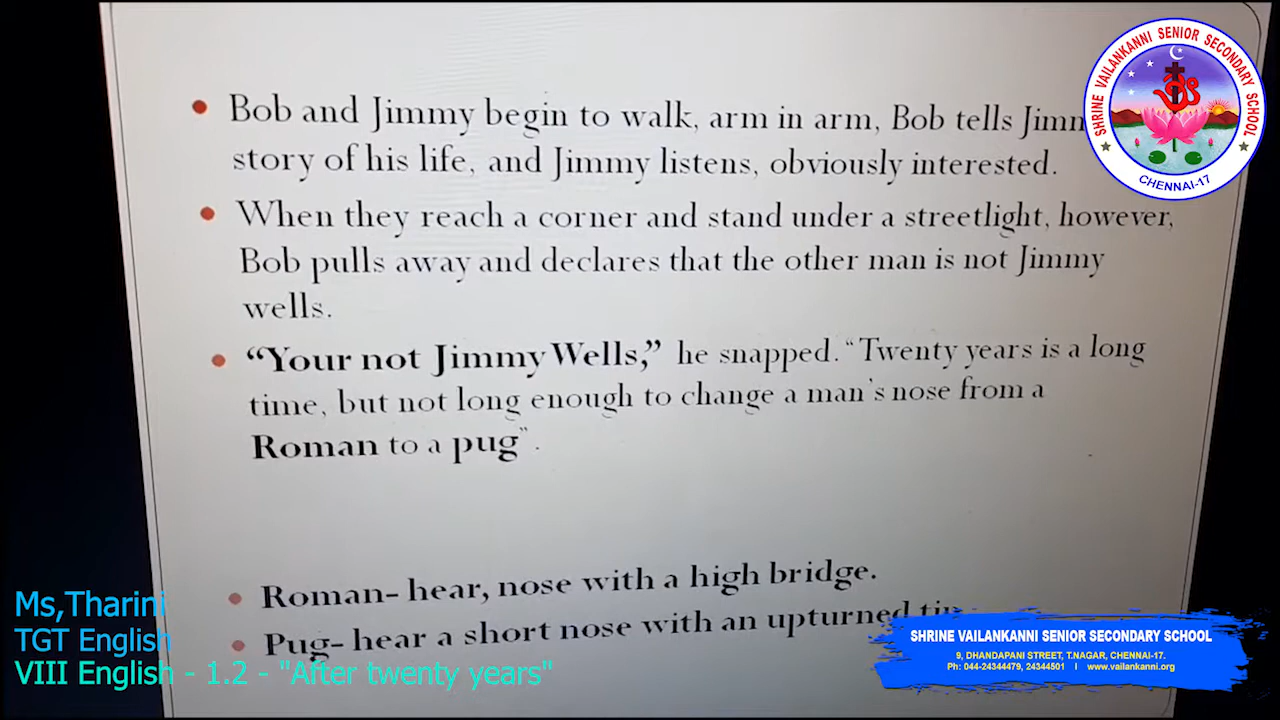 Bob and Jimmy begin to walk, arm in arm, Bob tells
story of his life, and Jimmy listens, obviously interested.
When they reach a corner and stand under a streetlight, however,
Bob pulls away and declares that the other man is not Jimmy
wells.
“Your not Jimmy Wells,” he snapped. “Twenty years is a long
time, but not long enough to change a man's nose from a
Roman to a pug”.
Roman- hear, nose with a high bridge.
Pug- hear a short nose with an upturned
SHRINE VAILANKANNI SENIOR SECONDARY SCHOOL
CHENNAI-17
Ms,Tharini
TGT English
VIII English - 1.2 - "After twenty years"
SHRINE VAILANKANNI SENIOR SECONDARY SCHOOL
9, DHANDAPANI STREET, T.NAGAR, CHENNAI-17.
Ph: 044-24344479, 24344501 I www.vailankanni.org